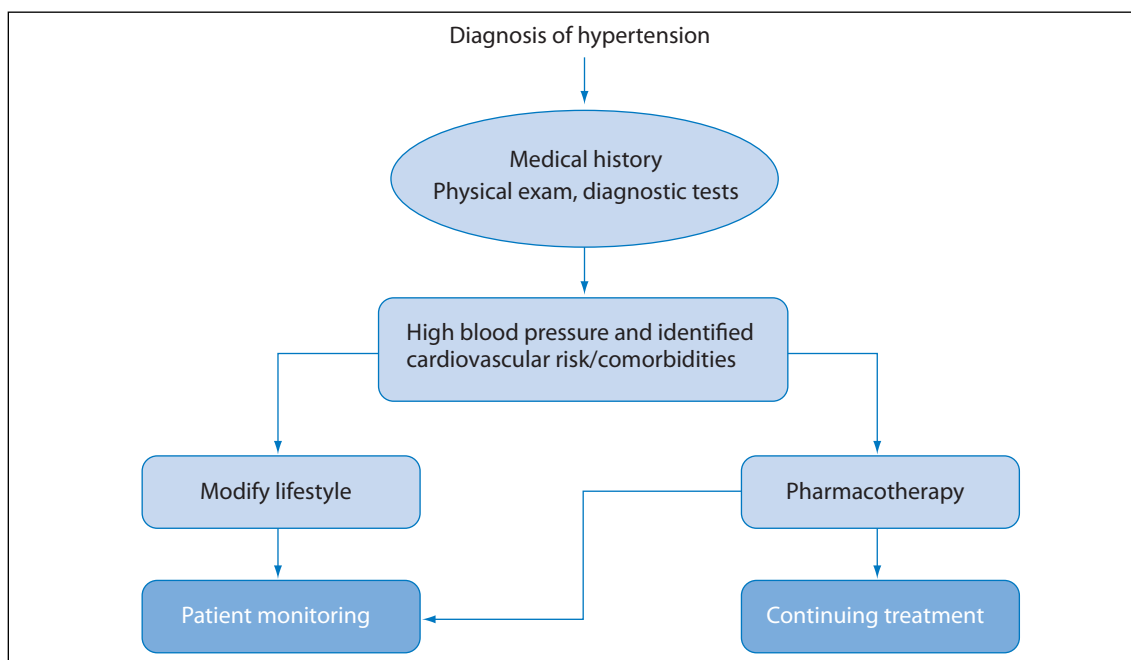 Diagnosis of hypertension
Medical history
Physical exam, diagnostic tests
High blood pressure and identified
cardiovascular risk/comorbidities
Modify lifestyle
Pharmacotherapy
Patient monitoring
Continuing treatment